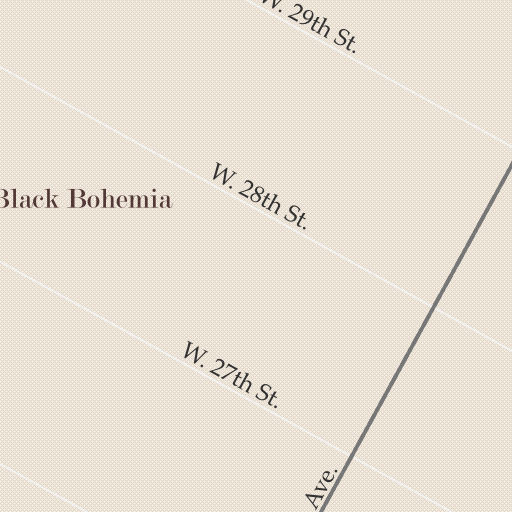 W. 29th St.
W. 28th St.
Black Bohemia
W. 27th St.
Ave.